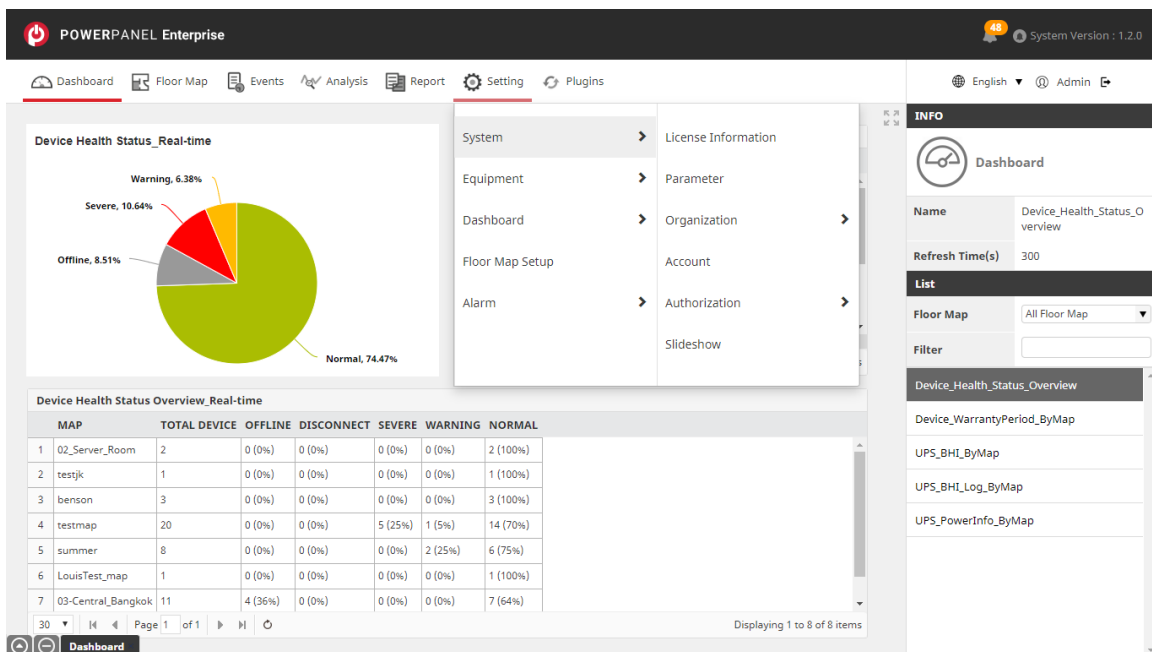 POWERPANEL Enterprise
48
System Version : 1.2.0
Dashboard Floor Map Events Analysis Report Setting Plugins
English ▼ Admin
Device Health Status_Real-time
Warning, 6.38%
Severe, 10.64%
Offline, 8.51%
Normal, 74.47%
System
Equipment
Dashboard
Floor Map Setup
Alarm
License Information
Parameter
Organization
Account
Authorization
Slideshow
Device Health Status Overview_Real-time
MAP TOTAL DEVICE OFFLINE DISCONNECT SEVERE WARNING NORMAL
1 02_Server_Room 2 0 (0%) 0 (0%) 0 (0%) 0 (0%) 2 (100%)
2 testjk 1 0 (0%) 0 (0%) 0 (0%) 0 (0%) 1 (100%)
3 benson 3 0 (0%) 0 (0%) 0 (0%) 0 (0%) 3 (100%)
4 testmap 20 0 (0%) 0 (0%) 5 (25%) 1 (5%) 14 (70%)
5 summer 8 0 (0%) 0 (0%) 0 (0%) 2 (25%) 6 (75%)
6 LouisTest_map 1 0 (0%) 0 (0%) 0 (0%) 0 (0%) 1 (100%)
7 03-Central_Bangkok 11 4 (36%) 0 (0%) 0 (0%) 0 (0%) 7 (64%)
30 ▼ Page 1 of 1 Displaying 1 to 8 of 8 items
Dashboard
INFO
Dashboard
Name Device_Health_Status_O
verview
Refresh Time(s) 300
List
Floor Map All Floor Map ▼
Filter
Device_Health_Status_Overview
Device_WarrantyPeriod_ByMap
UPS_BHI_ByMap
UPS_BHI_Log_ByMap
UPS_PowerInfo_ByMap